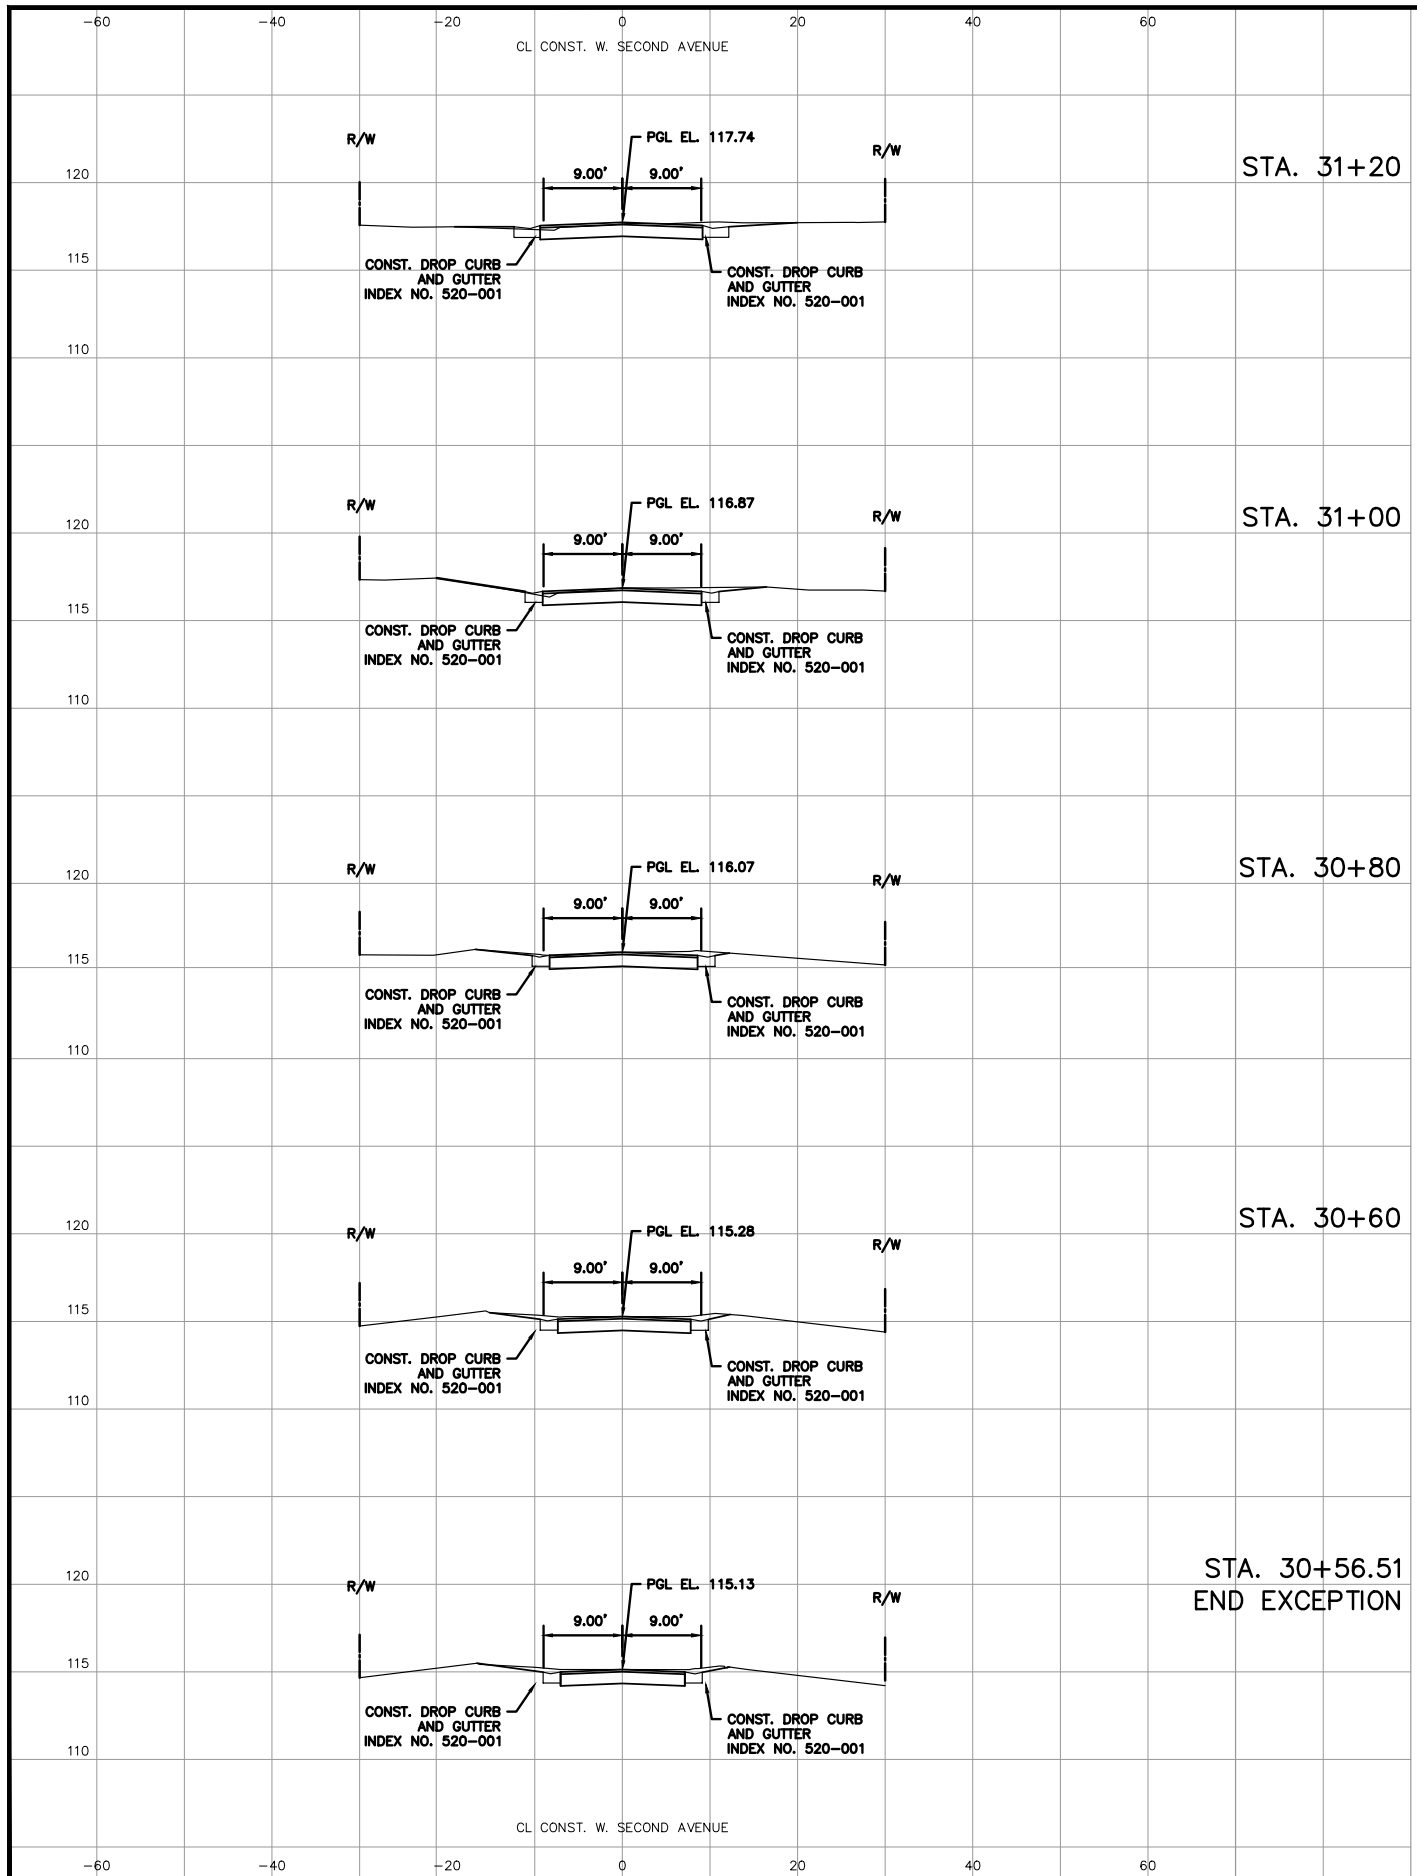 -60 -40 -20 0 20 40 60
CL CONST. W. SECOND AVENUE
R/W
PGL EL. 117.74
R/W
STA. 31+20
120
9.00' 9.00'
115
CONST. DROP CURB
AND GUTTER
INDEX NO. 520-001
CONST. DROP CURB
AND GUTTER
INDEX NO. 520-001
110
R/W
PGL EL. 116.87
R/W
STA. 31+00
120
9.00' 9.00'
115
CONST. DROP CURB
AND GUTTER
INDEX NO. 520-001
CONST. DROP CURB
AND GUTTER
INDEX NO. 520-001
110
R/W
PGL EL. 116.07
R/W
STA. 30+80
120
9.00' 9.00'
115
CONST. DROP CURB
AND GUTTER
INDEX NO. 520-001
CONST. DROP CURB
AND GUTTER
INDEX NO. 520-001
110
R/W
PGL EL. 115.28
R/W
STA. 30+60
120
9.00' 9.00'
115
CONST. DROP CURB
AND GUTTER
INDEX NO. 520-001
CONST. DROP CURB
AND GUTTER
INDEX NO. 520-001
110
R/W
PGL EL. 115.13
R/W
STA. 30+56.51
END EXCEPTION
120
9.00' 9.00'
115
CONST. DROP CURB
AND GUTTER
INDEX NO. 520-001
CONST. DROP CURB
AND GUTTER
INDEX NO. 520-001
110
CL CONST. W. SECOND AVENUE
-60 -40 -20 0 20 40 60